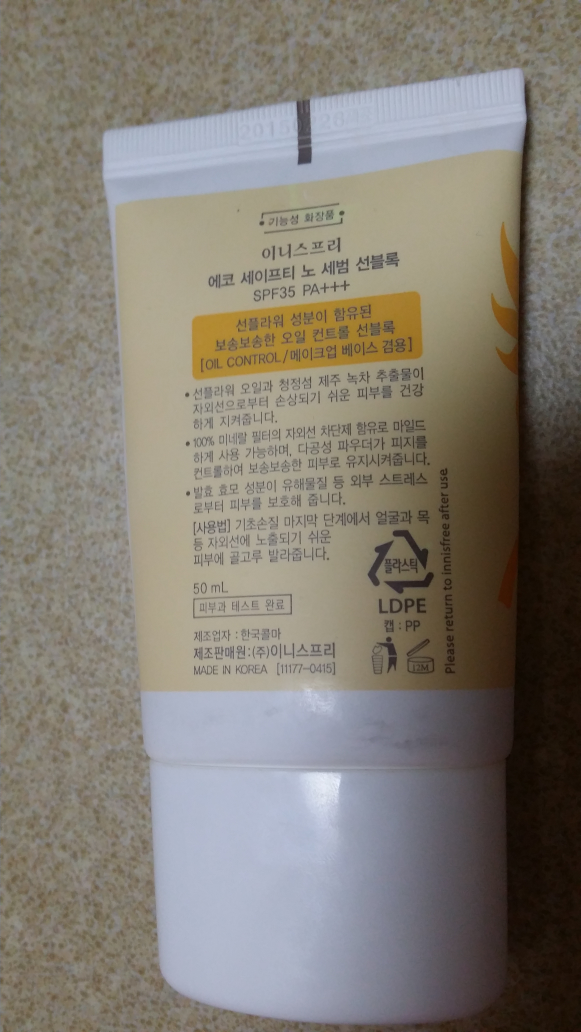 기능성 화장품
이니스프리
에코 세이프티 노 세범 선블록
SPF35 PA+++
선플라워 성분이 함유된
보송보송한 오일 컨트롤 선블록
[OIL CONTROL/메이크업 베이스 겸용]
• 선플라워 오일과 청정섬 제주 녹차 추출물이
자외선으로부터 손상되기 쉬운 피부를 건강
하게 지켜줍니다.
• 100% 미네랄 필터의 자외선 차단제 함유로 마일드
하게 사용 가능하며, 다공성 파우더가 피지를
컨트롤하여 보송보송한 피부로 유지시켜줍니다.
• 발효 효모 성분이 유해물질 등 외부 스트레스
로부터 피부를 보호해 줍니다.
[사용법] 기초손질 마지막 단계에서 얼굴과 목
등 자외선에 노출되기 쉬운
피부에 골고루 발라줍니다.
50 mL
피부과 테스트 완료
제조업자 : 한국콜마
제조판매원:(주)이니스프리
MADE IN KOREA [11177-0415]
플라스틱
LDPE
캡 : PP
12M
Please return to innisfree after use